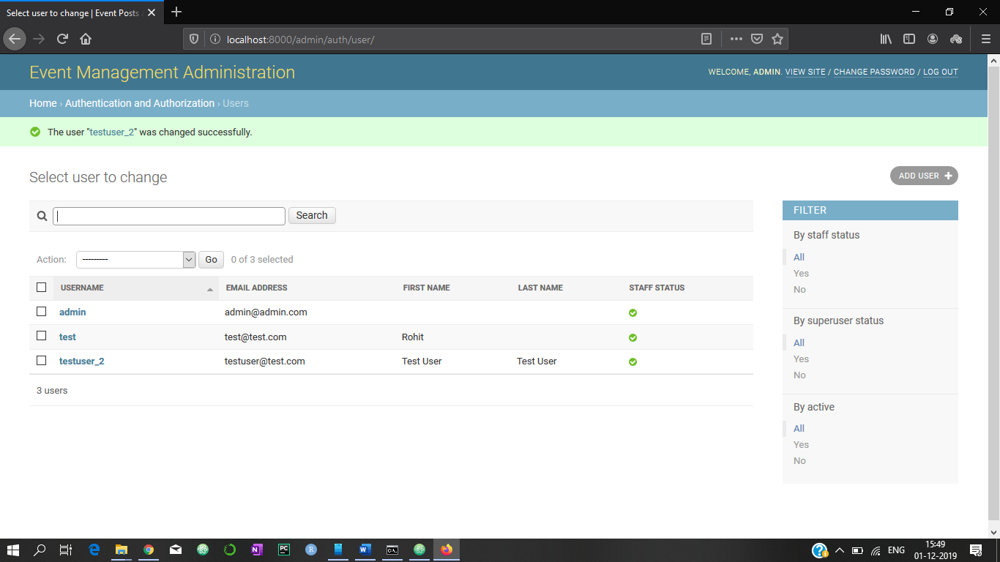 Select user to change | Event Posts
localhost:8000/admin/auth/user/
Event Management Administration
WELCOME, ADMIN. VIEW SITE / CHANGE PASSWORD / LOG OUT
Home › Authentication and Authorization › Users
The user "testuser_2" was changed successfully.
Select user to change
ADD USER +
Search
FILTER
By staff status
All
Yes
No
By superuser status
All
Yes
No
By active
All
Yes
No
Action: --------- Go 0 of 3 selected
USERNAME EMAIL ADDRESS FIRST NAME LAST NAME STAFF STATUS
admin admin@admin.com
test test@test.com Rohit
testuser_2 testuser@test.com Test User Test User
3 users
ENG
15:49
01-12-2019